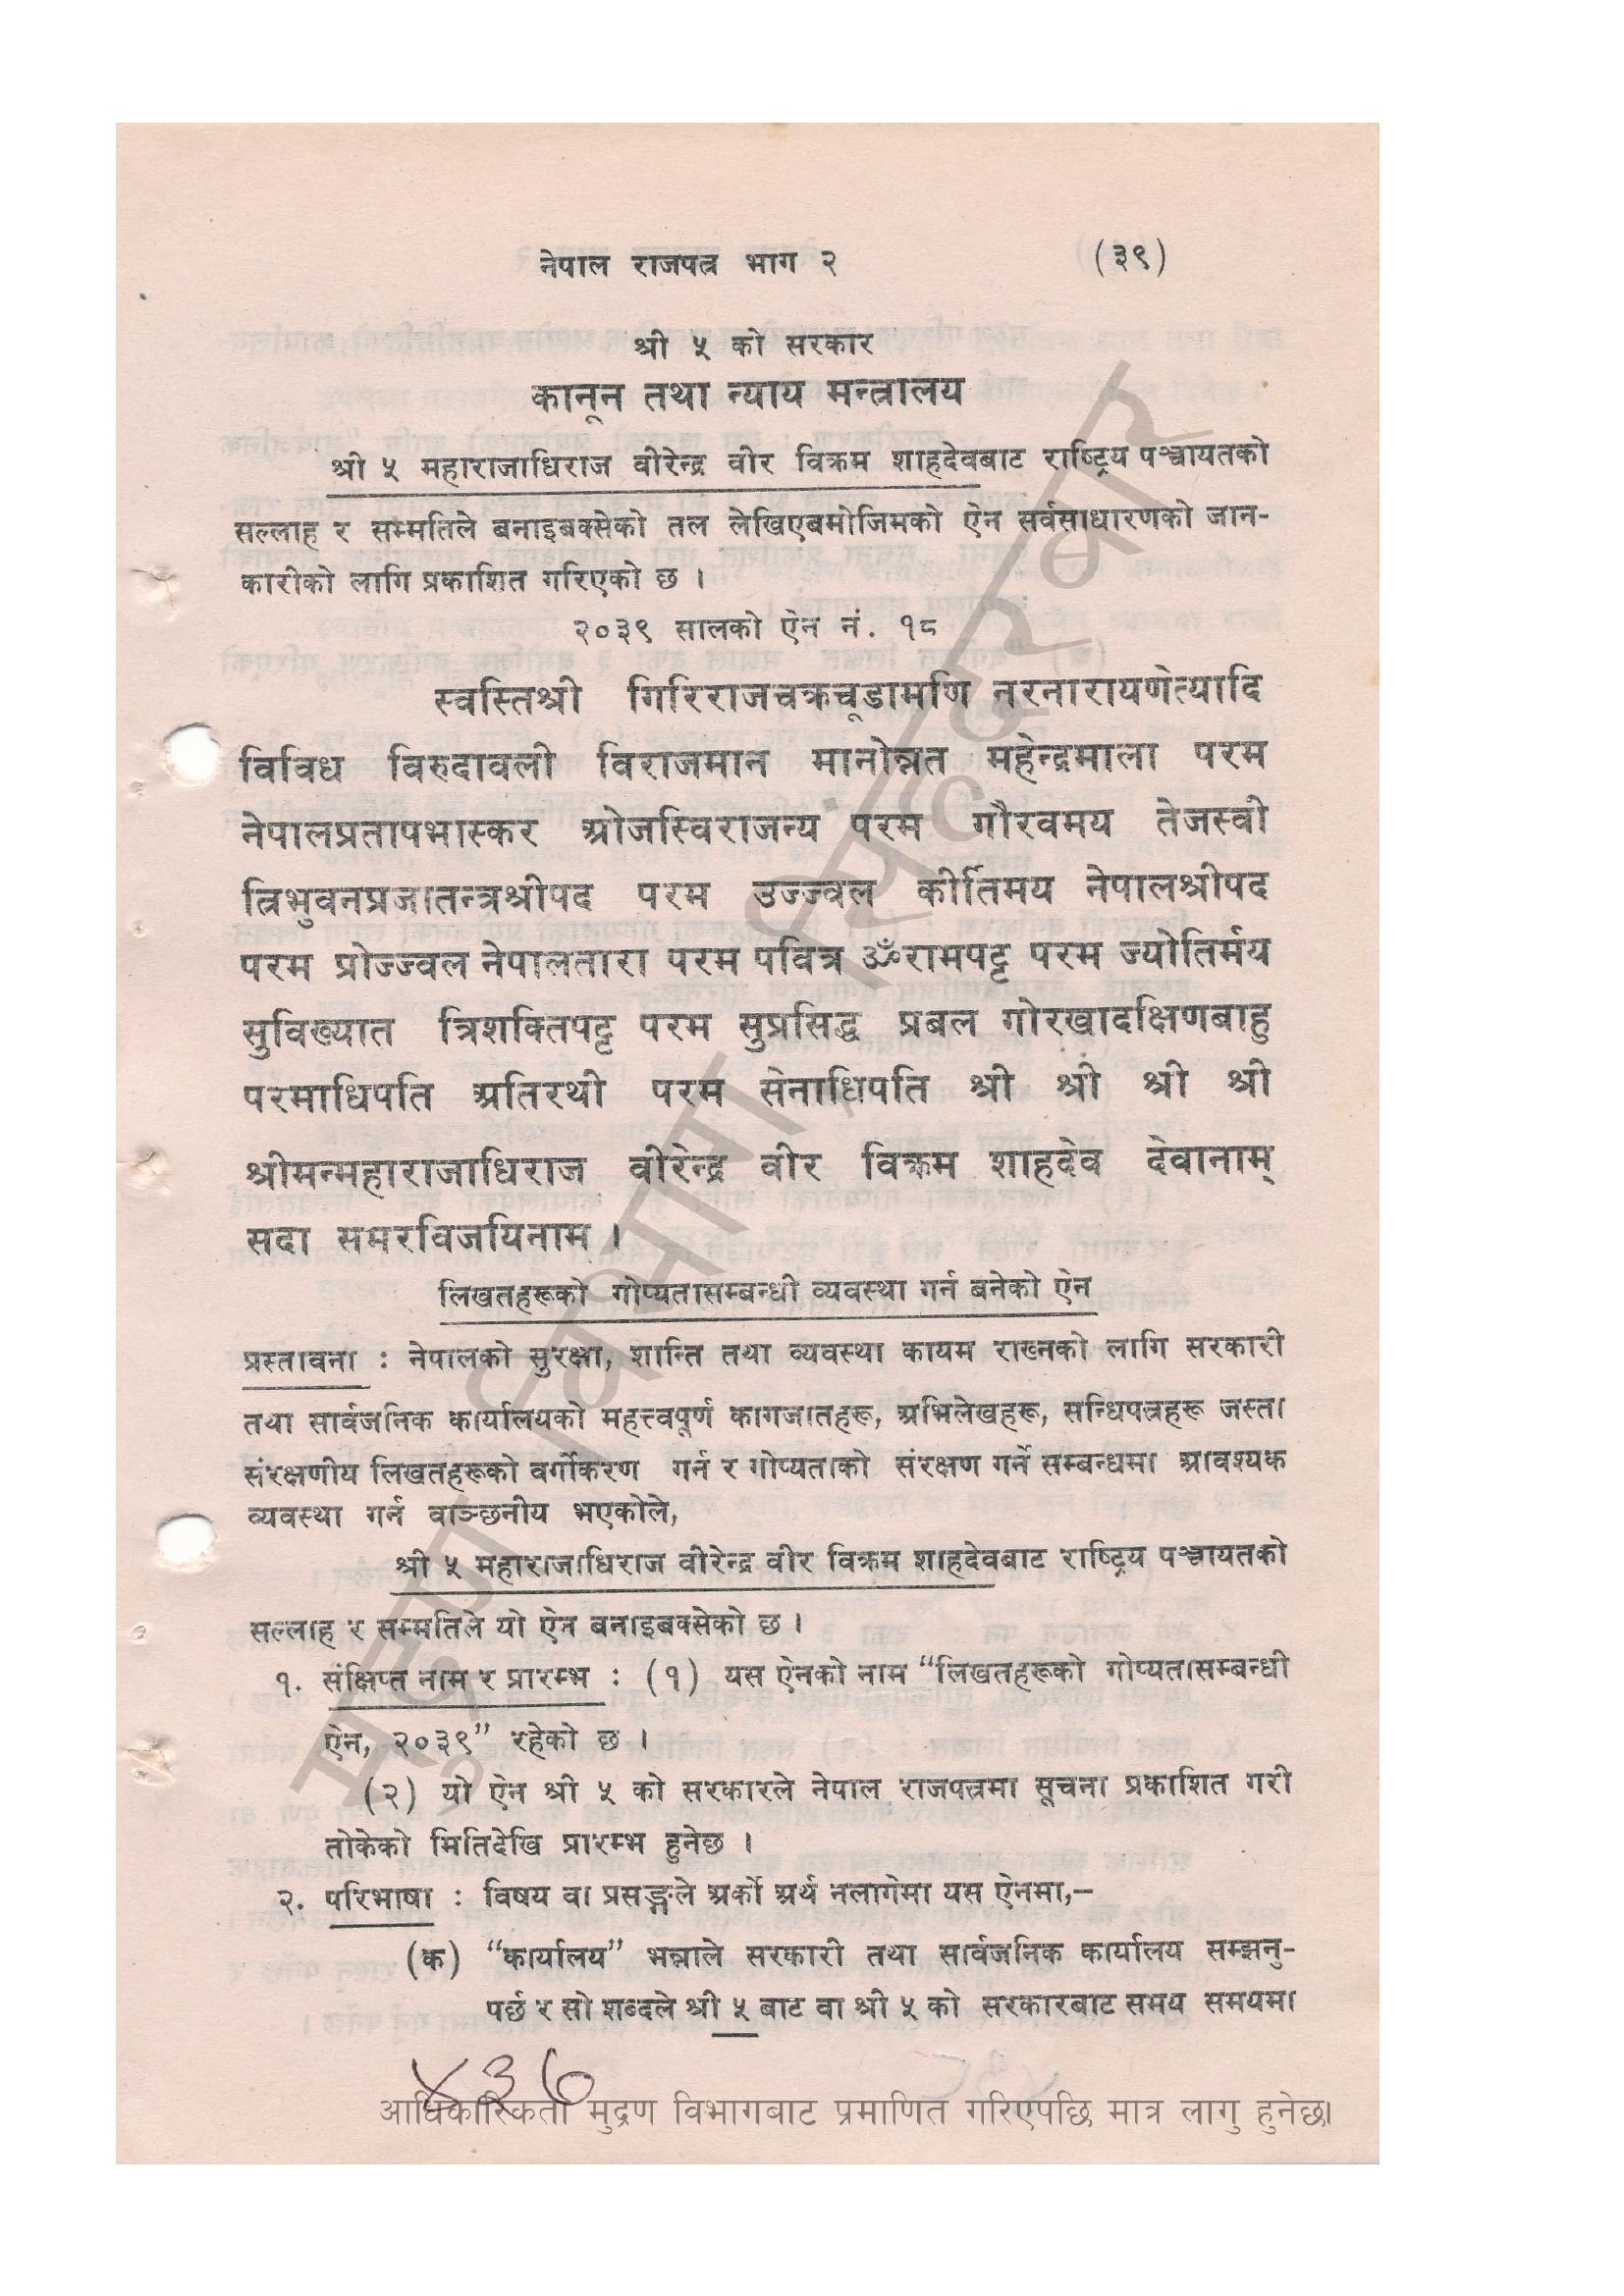 नेपाल राजपत्र भाग २ (३९)
श्री ५ को सरकार
कानून तथा न्याय मन्त्रालय
श्री ५ महाराजाधिराज वीरेन्द्र वीर विक्रम शाहदेवबाट राष्ट्रिय पञ्चायतको
सल्लाह र सम्मतिले बनाइबक्सेको तल लेखिएबमोजिमको ऐन सर्वसाधारणको जान-
कारीको लागि प्रकाशित गरिएको छ ।
२०३९ सालको ऐन नं. १८
स्वस्तिश्री गिरिराजचक्रचूडामणि नरनारायणेत्यादि
विविध विरुदावली विराजमान मानोन्नत महेन्द्रमाला परम
नेपालप्रतापभास्कर ओजस्विराजन्य परम गौरवमय तेजस्वी
त्रिभुवनप्रजातन्त्रश्रीपद परम उज्ज्वल कीर्तिमय नेपालश्रीपद
परम प्रोज्ज्वल नेपालतारा परम पवित्र ॐरामपट्ट परम ज्योतिर्मय
सुविख्यात त्रिशक्तिपट्ट परम सुप्रसिद्ध प्रबल गोरखादक्षिणबाहु
परमाधिपति अतिरथी परम सेनाधिपति श्री श्री श्री श्री
श्रीमन्महाराजाधिराज वीरेन्द्र वीर विक्रम शाहदेव देवानाम्
सदा समरविजयिनाम ।
लिखतहरूको गोप्यतासम्बन्धी व्यवस्था गर्न बनेको ऐन
प्रस्तावना : नेपालको सुरक्षा, शान्ति तथा व्यवस्था कायम राख्नको लागि सरकारी
तथा सार्वजनिक कार्यालयको महत्त्वपूर्ण कागजातहरू, अभिलेखहरू, सन्धिपत्रहरू जस्ता
संरक्षणीय लिखतहरूको वर्गीकरण गर्न र गोप्यताको संरक्षण गर्ने सम्बन्धमा आवश्यक
व्यवस्था गर्न वाञ्छनीय भएकोले,
श्री ५ महाराजाधिराज वीरेन्द्र वीर विक्रम शाहदेवबाट राष्ट्रिय पञ्चायतको
सल्लाह र सम्मतिले यो ऐन बनाइबक्सेको छ ।
१. संक्षिप्त नाम र प्रारम्भ : (१) यस ऐनको नाम “लिखतहरूको गोप्यतासम्बन्धी
ऐन, २०३९” रहेको छ ।
(२) यो ऐन श्री ५ को सरकारले नेपाल राजपत्रमा सूचना प्रकाशित गरी
तोकेको मितिदेखि प्रारम्भ हुनेछ ।
२. परिभाषा : विषय वा प्रसङ्गले अर्को अर्थ नलागेमा यस ऐनमा,–
(क) “कार्यालय” भन्नाले सरकारी तथा सार्वजनिक कार्यालय सम्झनु-
पर्छ र सो शब्दले श्री ५ बाट वा श्री ५ को सरकारबाट समय समयमा
४३७
आधिकारिकता मुद्रण विभागबाट प्रमाणित गरिएपछि मात्र लागु हुनेछ।
मुद्रण विभाग, सिंहदरबार